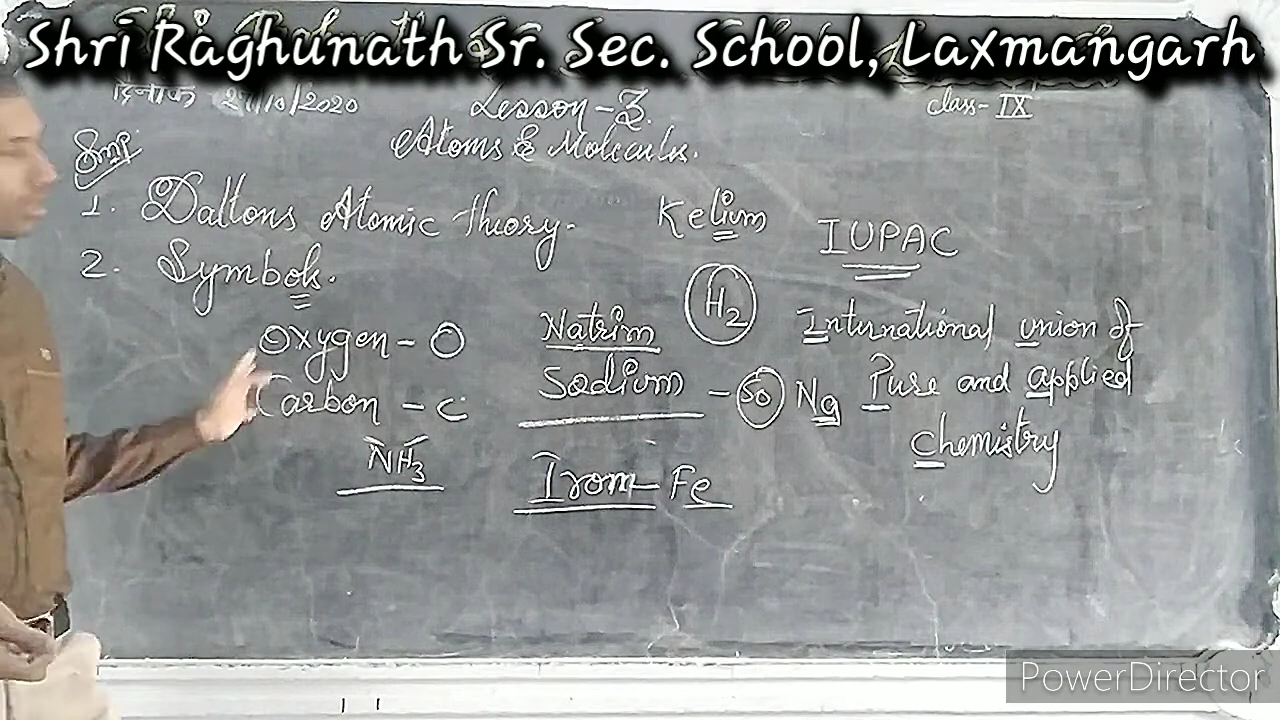 Shri Raghunath Sr. Sec. School, Laxmangarh
दिनांक 27/10/2020
Lesson-3.
class- IX
Atoms & Molecules.
Imp
1. Daltons Atomic theory.
Kelium
IUPAC
2. Symbols.
H2
Oxygen - O
Natrim
International union of
Carbon - C
Sodium - So Na
Pure and applied
chemistry
NH3
Irom - Fe
PowerDirector